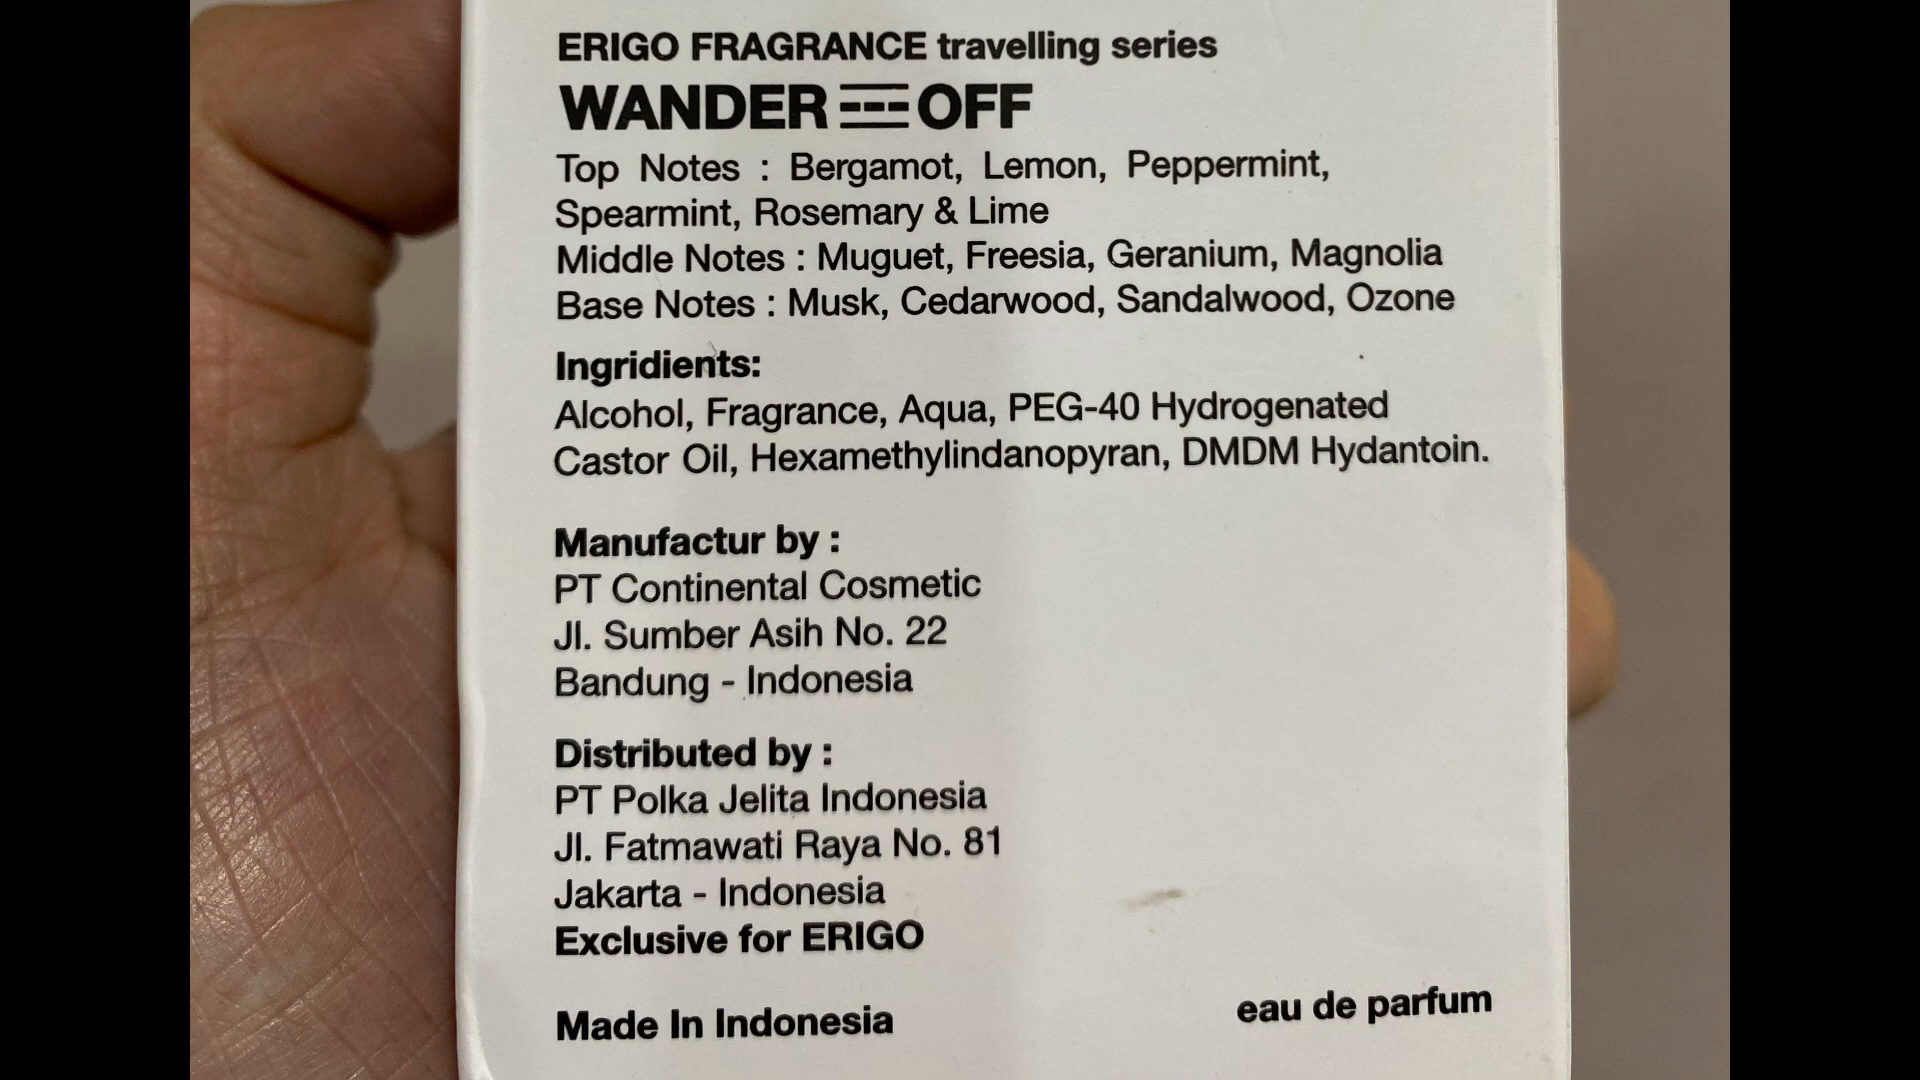 ERIGO FRAGRANCE travelling series
WANDER OFF
Top Notes : Bergamot, Lemon, Peppermint,
Spearmint, Rosemary & Lime
Middle Notes : Muguet, Freesia, Geranium, Magnolia
Base Notes : Musk, Cedarwood, Sandalwood, Ozone
Ingridients:
Alcohol, Fragrance, Aqua, PEG-40 Hydrogenated
Castor Oil, Hexamethylindanopyran, DMDM Hydantoin.
Manufactur by :
PT Continental Cosmetic
Jl. Sumber Asih No. 22
Bandung - Indonesia
Distributed by :
PT Polka Jelita Indonesia
Jl. Fatmawati Raya No. 81
Jakarta - Indonesia
Exclusive for ERIGO
Made In Indonesia
eau de parfum